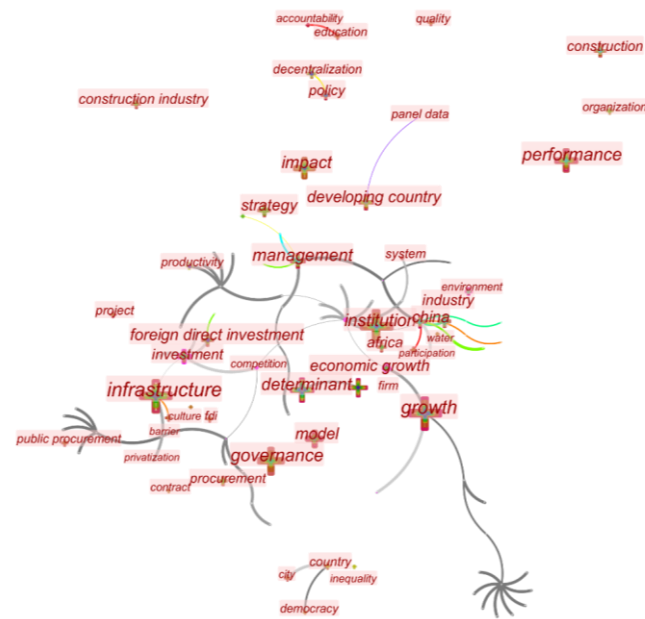 accountability
quality
education
construction
decentralization
policy
construction industry
organization
panel data
performance
impact
developing country
strategy
management
system
productivity
environment
industry
project
institution
china
foreign direct investment
africa
water
investment
participation
competition
economic growth
infrastructure
determinant
firm
growth
culture
fdi
barrier
model
public procurement
privatization
governance
procurement
contract
country
city
inequality
democracy